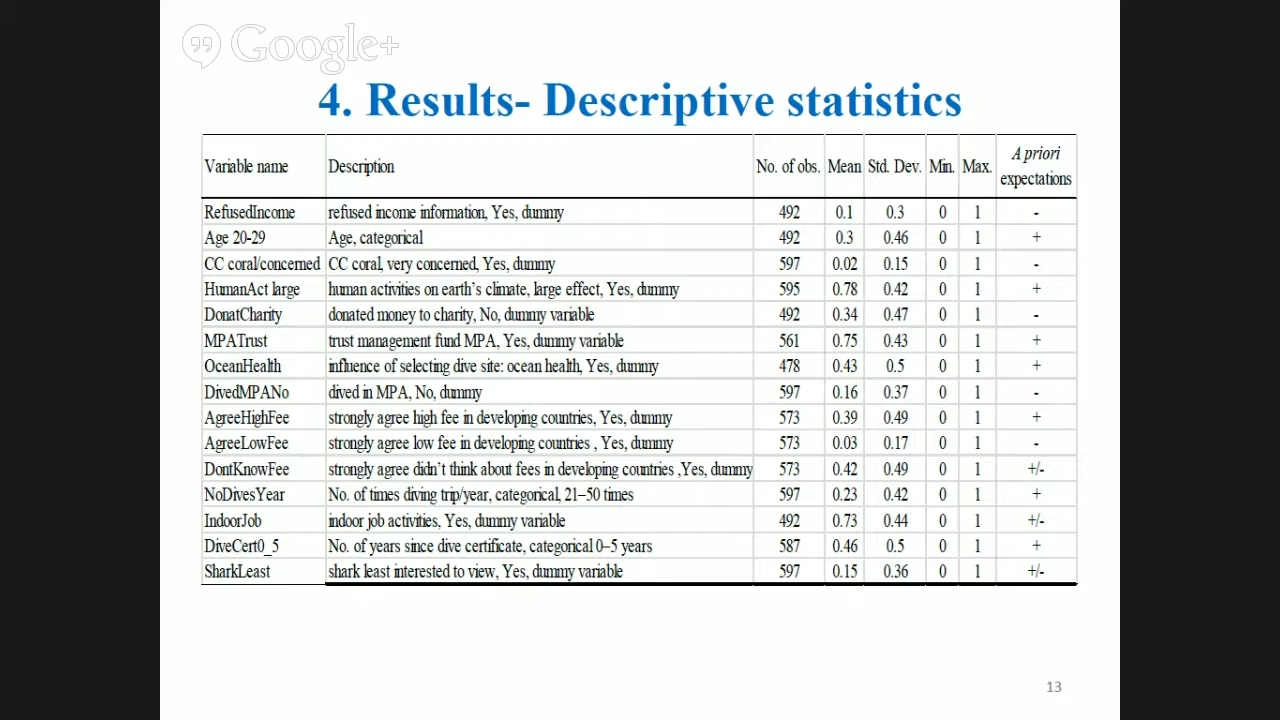 Google+
4. Results- Descriptive statistics
Variable name Description No. of obs. Mean Std. Dev. Min. Max. A priori expectations
RefusedIncome refused income information, Yes, dummy 492 0.1 0.3 0 1 -
Age 20-29 Age, categorical 492 0.3 0.46 0 1 +
CC coral/concerned CC coral, very concerned, Yes, dummy 597 0.02 0.15 0 1 -
HumanAct large human activities on earth's climate, large effect, Yes, dummy 595 0.78 0.42 0 1 +
DonatCharity donated money to charity, No, dummy variable 492 0.34 0.47 0 1 -
MPATrust trust management fund MPA, Yes, dummy variable 561 0.75 0.43 0 1 +
OceanHealth influence of selecting dive site: ocean health, Yes, dummy 478 0.43 0.5 0 1 +
DivedMPANo dived in MPA, No, dummy 597 0.16 0.37 0 1 -
AgreeHighFee strongly agree high fee in developing countries, Yes, dummy 573 0.39 0.49 0 1 +
AgreeLowFee strongly agree low fee in developing countries , Yes, dummy 573 0.03 0.17 0 1 -
DontKnowFee strongly agree didn't think about fees in developing countries ,Yes, dummy 573 0.42 0.49 0 1 +/-
NoDivesYear No. of times diving trip/year, categorical, 21–50 times 597 0.23 0.42 0 1 +
IndoorJob indoor job activities, Yes, dummy variable 492 0.73 0.44 0 1 +/-
DiveCert0_5 No. of years since dive certificate, categorical 0–5 years 587 0.46 0.5 0 1 +
SharkLeast shark least interested to view, Yes, dummy variable 597 0.15 0.36 0 1 +/-
13